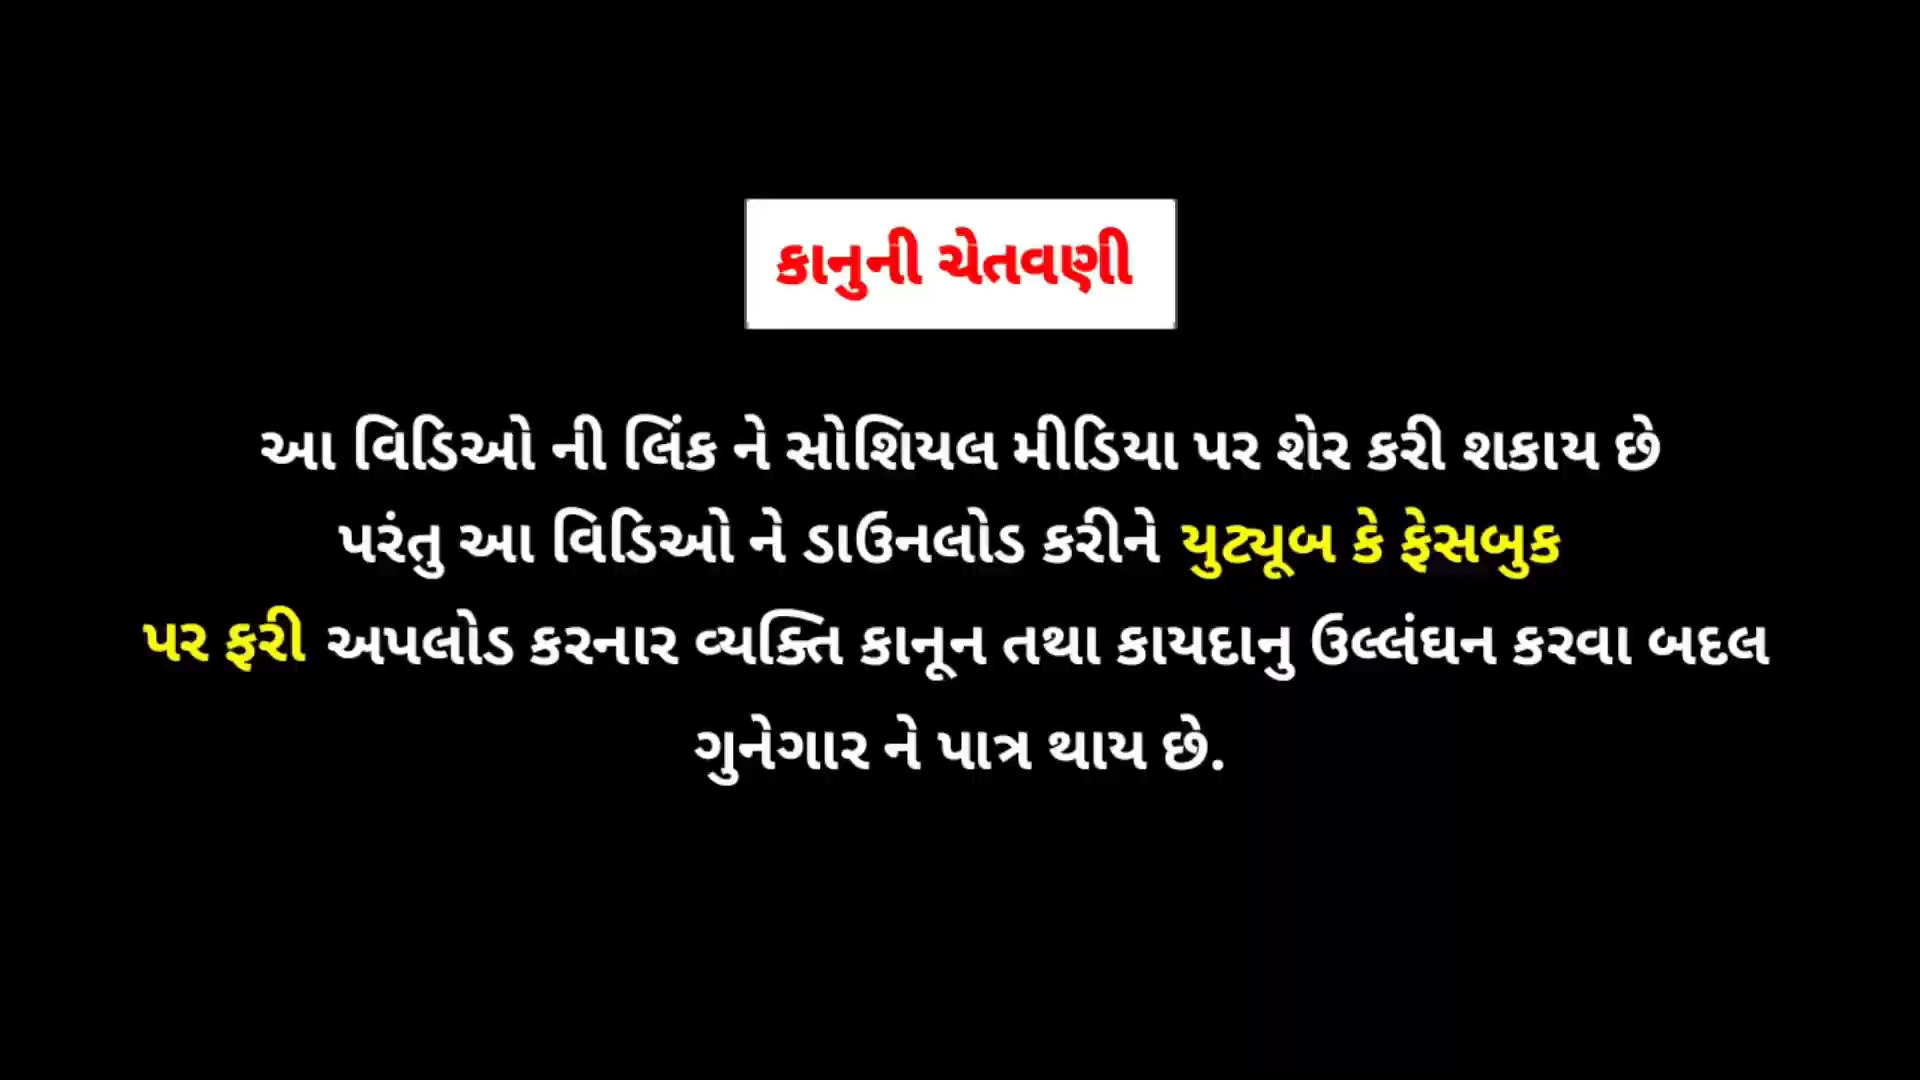 કાનુની ચેતવણી
આ વિડિઓ ની લિંક ને સોશિયલ મીડિયા પર શેર કરી શકાય છે
પરંતુ આ વિડિઓ ને ડાઉનલોડ કરીને યુટ્યૂબ કે ફેસબુક
પર ફરી અપલોડ કરનાર વ્યક્તિ કાનૂન તથા કાયદાનુ ઉલ્લંઘન કરવા બદલ
ગુનેગાર ને પાત્ર થાય છે.